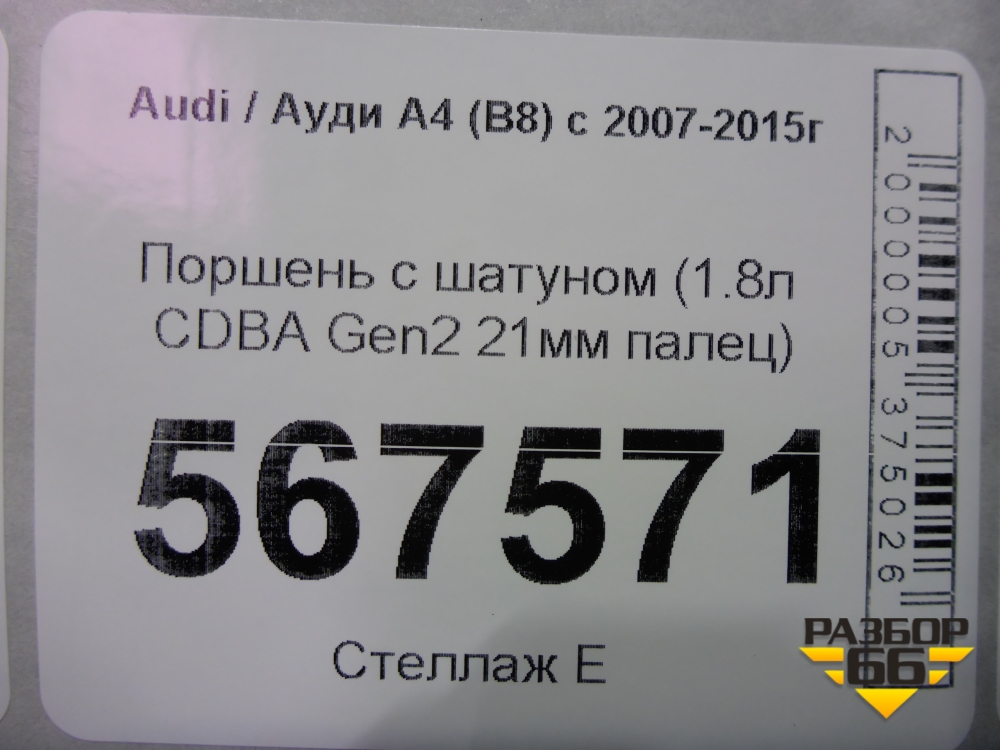 Audi / Ауди А4 (В8) с 2007-2015г
Поршень с шатуном (1.8л
CDBA Gen2 21мм палец)
567571
Стеллаж Е
2000005375026
РАЗБОР
66